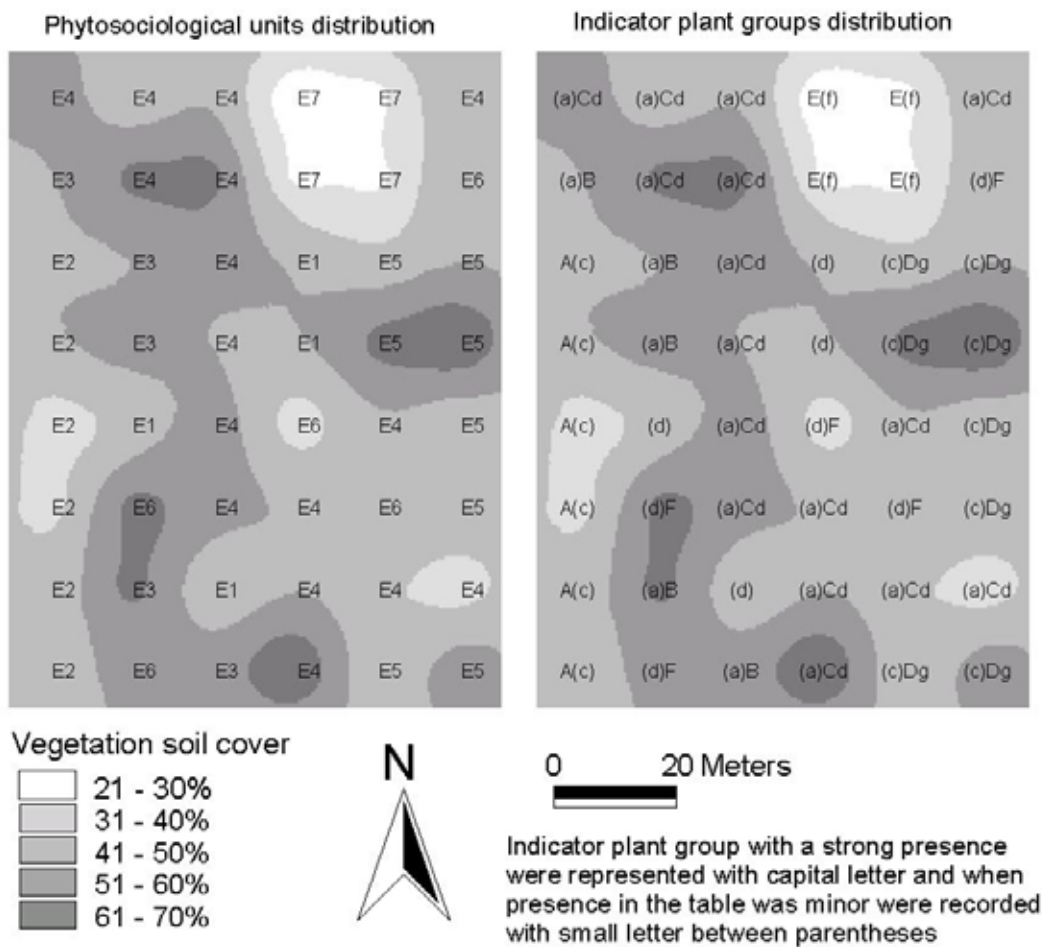 Phytosociological units distribution
Indicator plant groups distribution
E4 E4 E4 E7 E7 E4
(a)Cd (a)Cd (a)Cd E(f) E(f) (a)Cd
E3 E4 E4 E7 E7 E6
(a)B (a)Cd (a)Cd E(f) E(f) (d)F
E2 E3 E4 E1 E5 E5
A(c) (a)B (a)Cd (d) (c)Dg (c)Dg
E2 E3 E4 E1 E5 E5
A(c) (a)B (a)Cd (d) (c)Dg (c)Dg
E2 E1 E4 E6 E4 E5
A(c) (d) (a)Cd (d)F (a)Cd (c)Dg
E2 E6 E4 E4 E6 E5
A(c) (d)F (a)Cd (a)Cd (d)F (c)Dg
E2 E3 E1 E4 E4 E4
A(c) (a)B (d) (a)Cd (a)Cd (a)Cd
E2 E6 E3 E4 E5 E5
A(c) (d)F (a)B (a)Cd (c)Dg (c)Dg
Vegetation soil cover
21 - 30%
31 - 40%
41 - 50%
51 - 60%
61 - 70%
N
0 20 Meters
Indicator plant group with a strong presence
were represented with capital letter and when
presence in the table was minor were recorded
with small letter between parentheses